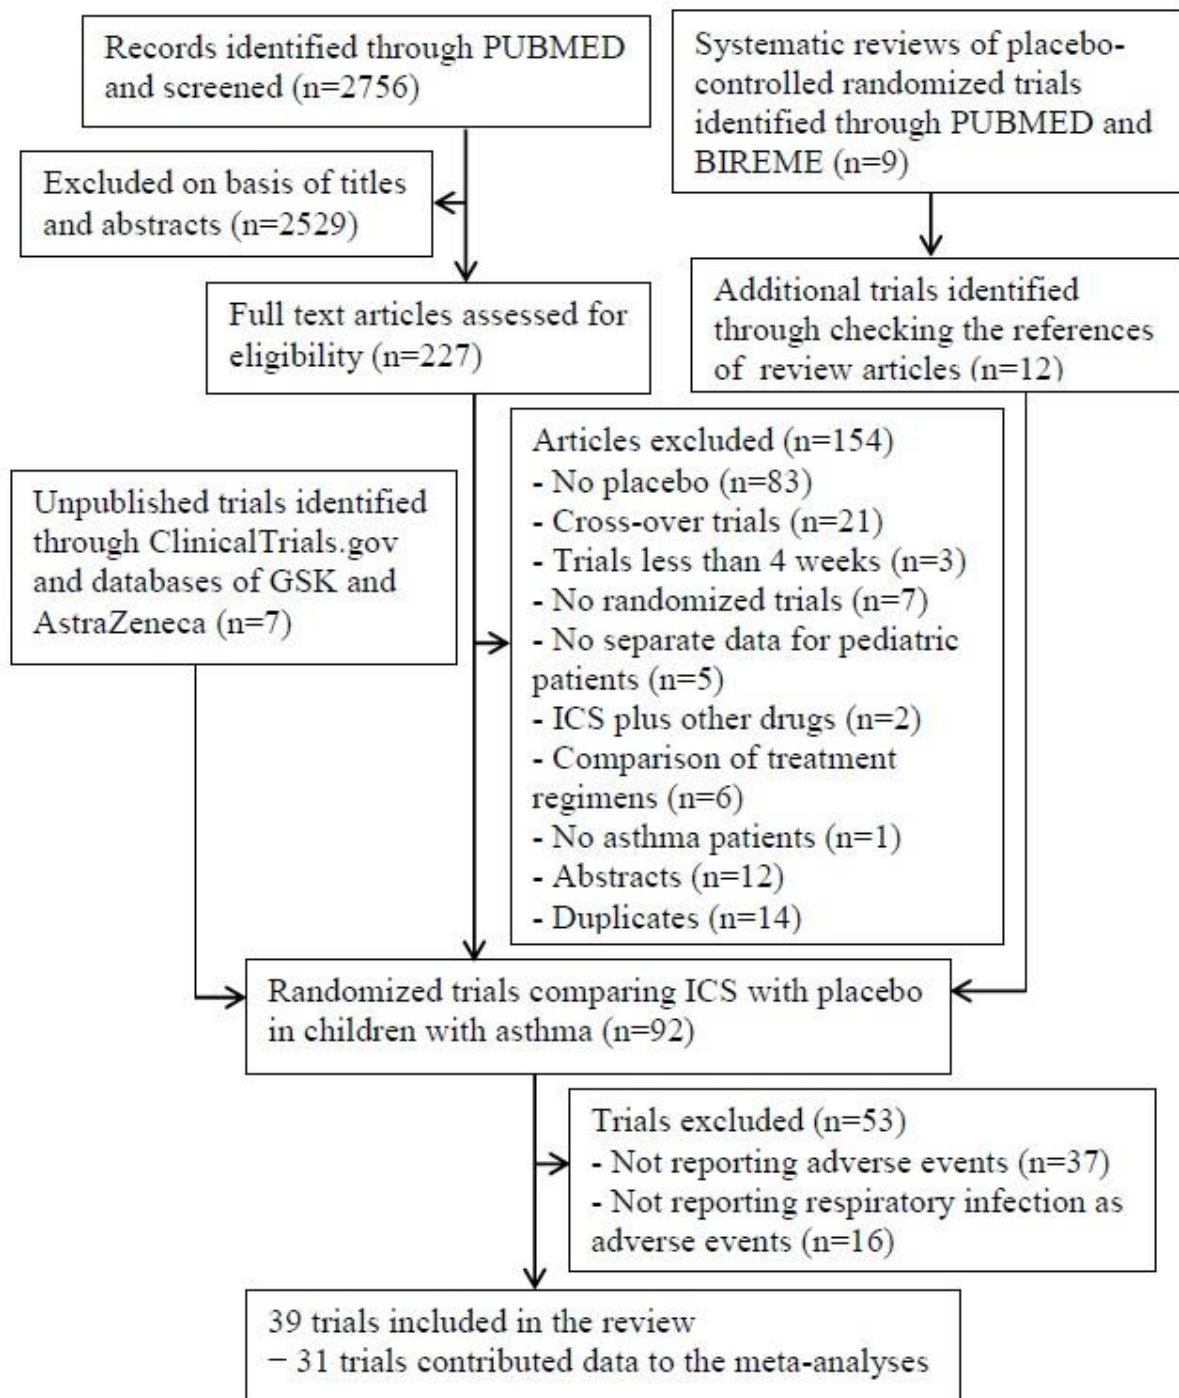 Records identified through PUBMED
and screened (n=2756)
Systematic reviews of placebo-
controlled randomized trials
identified through PUBMED and
BIREME (n=9)
Excluded on basis of titles
and abstracts (n=2529)
Full text articles assessed for
eligibility (n=227)
Additional trials identified
through checking the references
of review articles (n=12)
Unpublished trials identified
through ClinicalTrials.gov
and databases of GSK and
AstraZeneca (n=7)
Articles excluded (n=154)
- No placebo (n=83)
- Cross-over trials (n=21)
- Trials less than 4 weeks (n=3)
- No randomized trials (n=7)
- No separate data for pediatric
patients (n=5)
- ICS plus other drugs (n=2)
- Comparison of treatment
regimens (n=6)
- No asthma patients (n=1)
- Abstracts (n=12)
- Duplicates (n=14)
Randomized trials comparing ICS with placebo
in children with asthma (n=92)
Trials excluded (n=53)
- Not reporting adverse events (n=37)
- Not reporting respiratory infection as
adverse events (n=16)
39 trials included in the review
− 31 trials contributed data to the meta-analyses